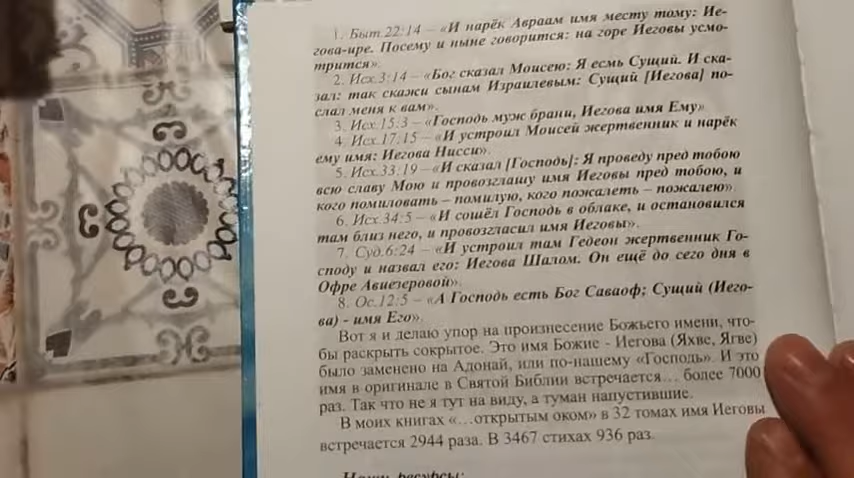 1. Быт.22:14 – «И нарёк Авраам имя месту тому: Ие-
гова-ире. Посему и ныне говорится: на горе Иеговы усмо-
трится».
2. Исх.3:14 – «Бог сказал Моисею: Я есмь Сущий. И ска-
зал: так скажи сынам Израилевым: Сущий [Иегова] по-
слал меня к вам».
3. Исх.15:3 – «Господь муж брани, Иегова имя Ему»
4. Исх.17.15 – «И устроил Моисей жертвенник и нарёк
ему имя: Иегова Нисси».
5. Исх.33:19 – «И сказал [Господь]: Я проведу пред тобою
всю славу Мою и провозглашу имя Иеговы пред тобою, и
кого помиловать – помилую, кого пожалеть – пожалею».
6. Исх.34:5 – «И сошёл Господь в облаке, и остановился
там близ него, и провозгласил имя Иеговы».
7. Суд.6:24 – «И устроил там Гедеон жертвенник Го-
споду и назвал его: Иегова Шалом. Он ещё до сего дня в
Офре Авиезеровой».
8. Ос.12:5 – «А Господь есть Бог Саваоф; Сущий (Иего-
ва) - имя Его».
Вот я и делаю упор на произнесение Божьего имени, что-
бы раскрыть сокрытое. Это имя Божие - Иегова (Яхве, Ягве)
было заменено на Адонай, или по-нашему «Господь». И это
имя в оригинале в Святой Библии встречается… более 7000
раз. Так что не я тут на виду, а туман напустившие.
В моих книгах «…открытым оком» в 32 томах имя Иеговы
встречается 2944 раза. В 3467 стихах 936 раз.